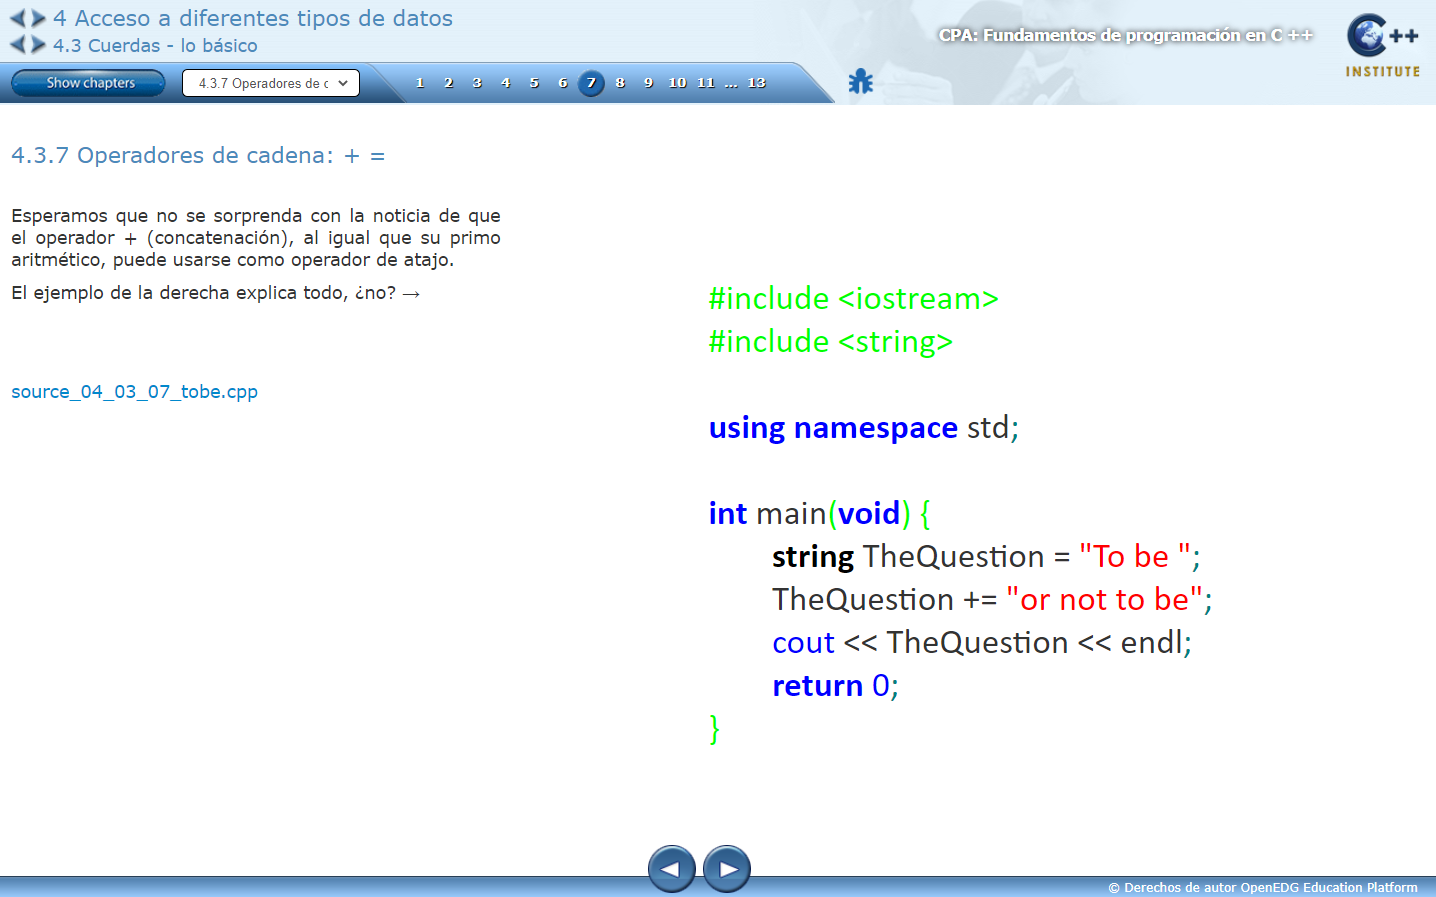 4 Acceso a diferentes tipos de datos
4.3 Cuerdas - lo básico
CPA: Fundamentos de programación en C ++
C++
INSTITUTE
Show chapters
4.3.7 Operadores de c
1 2 3 4 5 6 7 8 9 10 11 ... 13
4.3.7 Operadores de cadena: + =
Esperamos que no se sorprenda con la noticia de que
el operador + (concatenación), al igual que su primo
aritmético, puede usarse como operador de atajo.
El ejemplo de la derecha explica todo, ¿no? →
source_04_03_07_tobe.cpp
#include <iostream>
#include <string>
using namespace std;
int main(void) {
string TheQuestion = "To be ";
TheQuestion += "or not to be";
cout << TheQuestion << endl;
return 0;
}
© Derechos de autor OpenEDG Education Platform